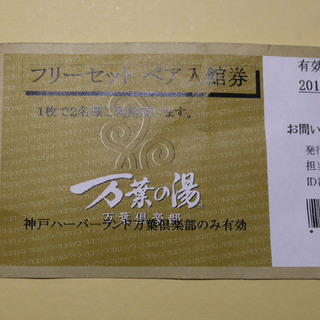 フリーセット ペア入館券
1枚で2名様ご利用頂けます。
万葉の湯
万葉倶楽部
神戸ハーバーランド万葉倶楽部のみ有効
有効
201
お問い
発行
担当
ID